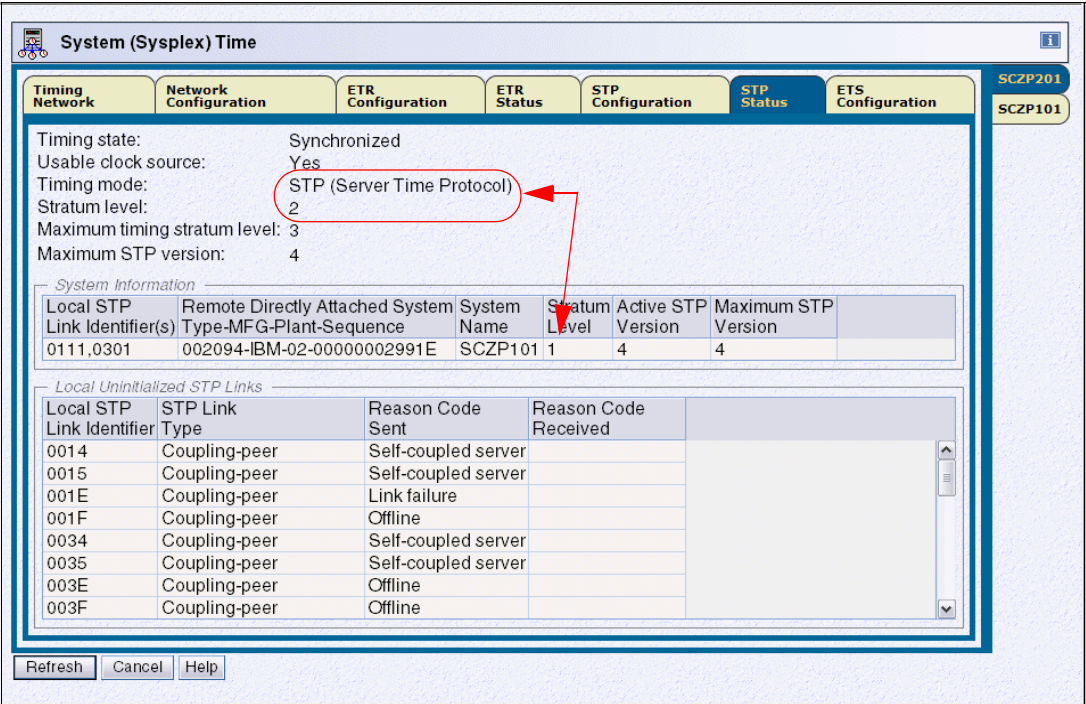 System (Sysplex) Time
i
SCZP201
SCZP101
Timing Network
Network Configuration
ETR Configuration
ETR Status
STP Configuration
STP Status
ETS Configuration
Timing state: Synchronized
Usable clock source: Yes
Timing mode: STP (Server Time Protocol)
Stratum level: 2
Maximum timing stratum level: 3
Maximum STP version: 4
System Information
Local STP Remote Directly Attached System System Stratum Active STP Maximum STP
Link Identifier(s) Type-MFG-Plant-Sequence Name Level Version Version
0111,0301 002094-IBM-02-00000002991E SCZP101 1 4 4
Local Uninitialized STP Links
Local STP STP Link Reason Code Reason Code
Link Identifier Type Sent Received
0014 Coupling-peer Self-coupled server
0015 Coupling-peer Self-coupled server
001E Coupling-peer Link failure
001F Coupling-peer Offline
0034 Coupling-peer Self-coupled server
0035 Coupling-peer Self-coupled server
003E Coupling-peer Offline
003F Coupling-peer Offline
Refresh Cancel Help